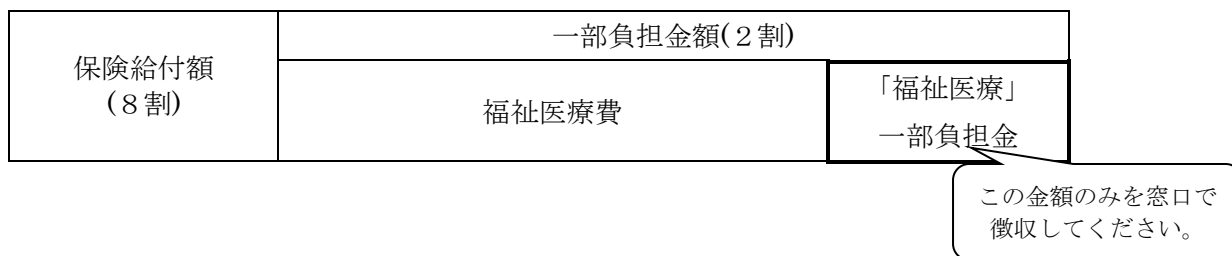 保険給付額
(８割)
一部負担金額(２割)
福祉医療費
「福祉医療」
一部負担金
この金額のみを窓口で
徴収してください。